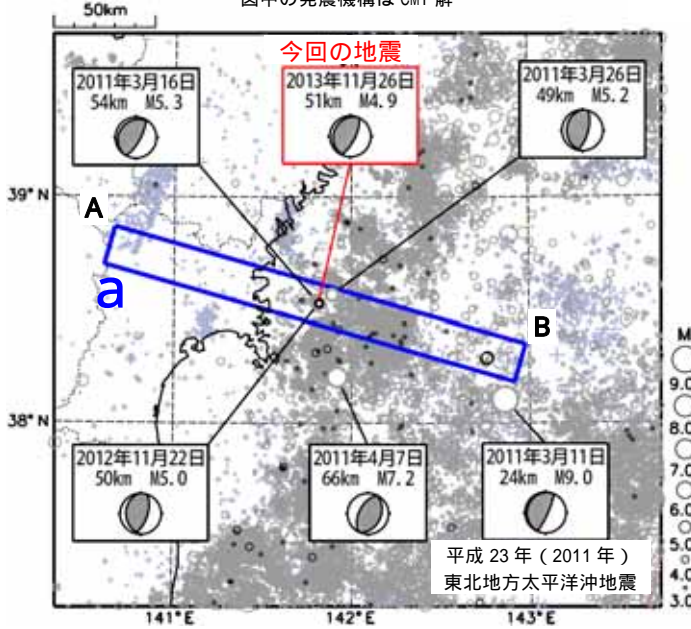 50km
図中の発震機構は CMT 解
今回の地震
2011年3月16日
54km M5.3
2013年11月26日
51km M4.9
2011年3月26日
49km M5.2
39°N
A
a
B
38°N
2012年11月22日
50km M5.0
2011年4月7日
66km M7.2
2011年3月11日
24km M9.0
平成 23 年 ( 2011 年 )
東北地方太平洋沖地震
141°E
142°E
143°E
M
9.0
8.0
7.0
6.0
5.0
4.0
3.0